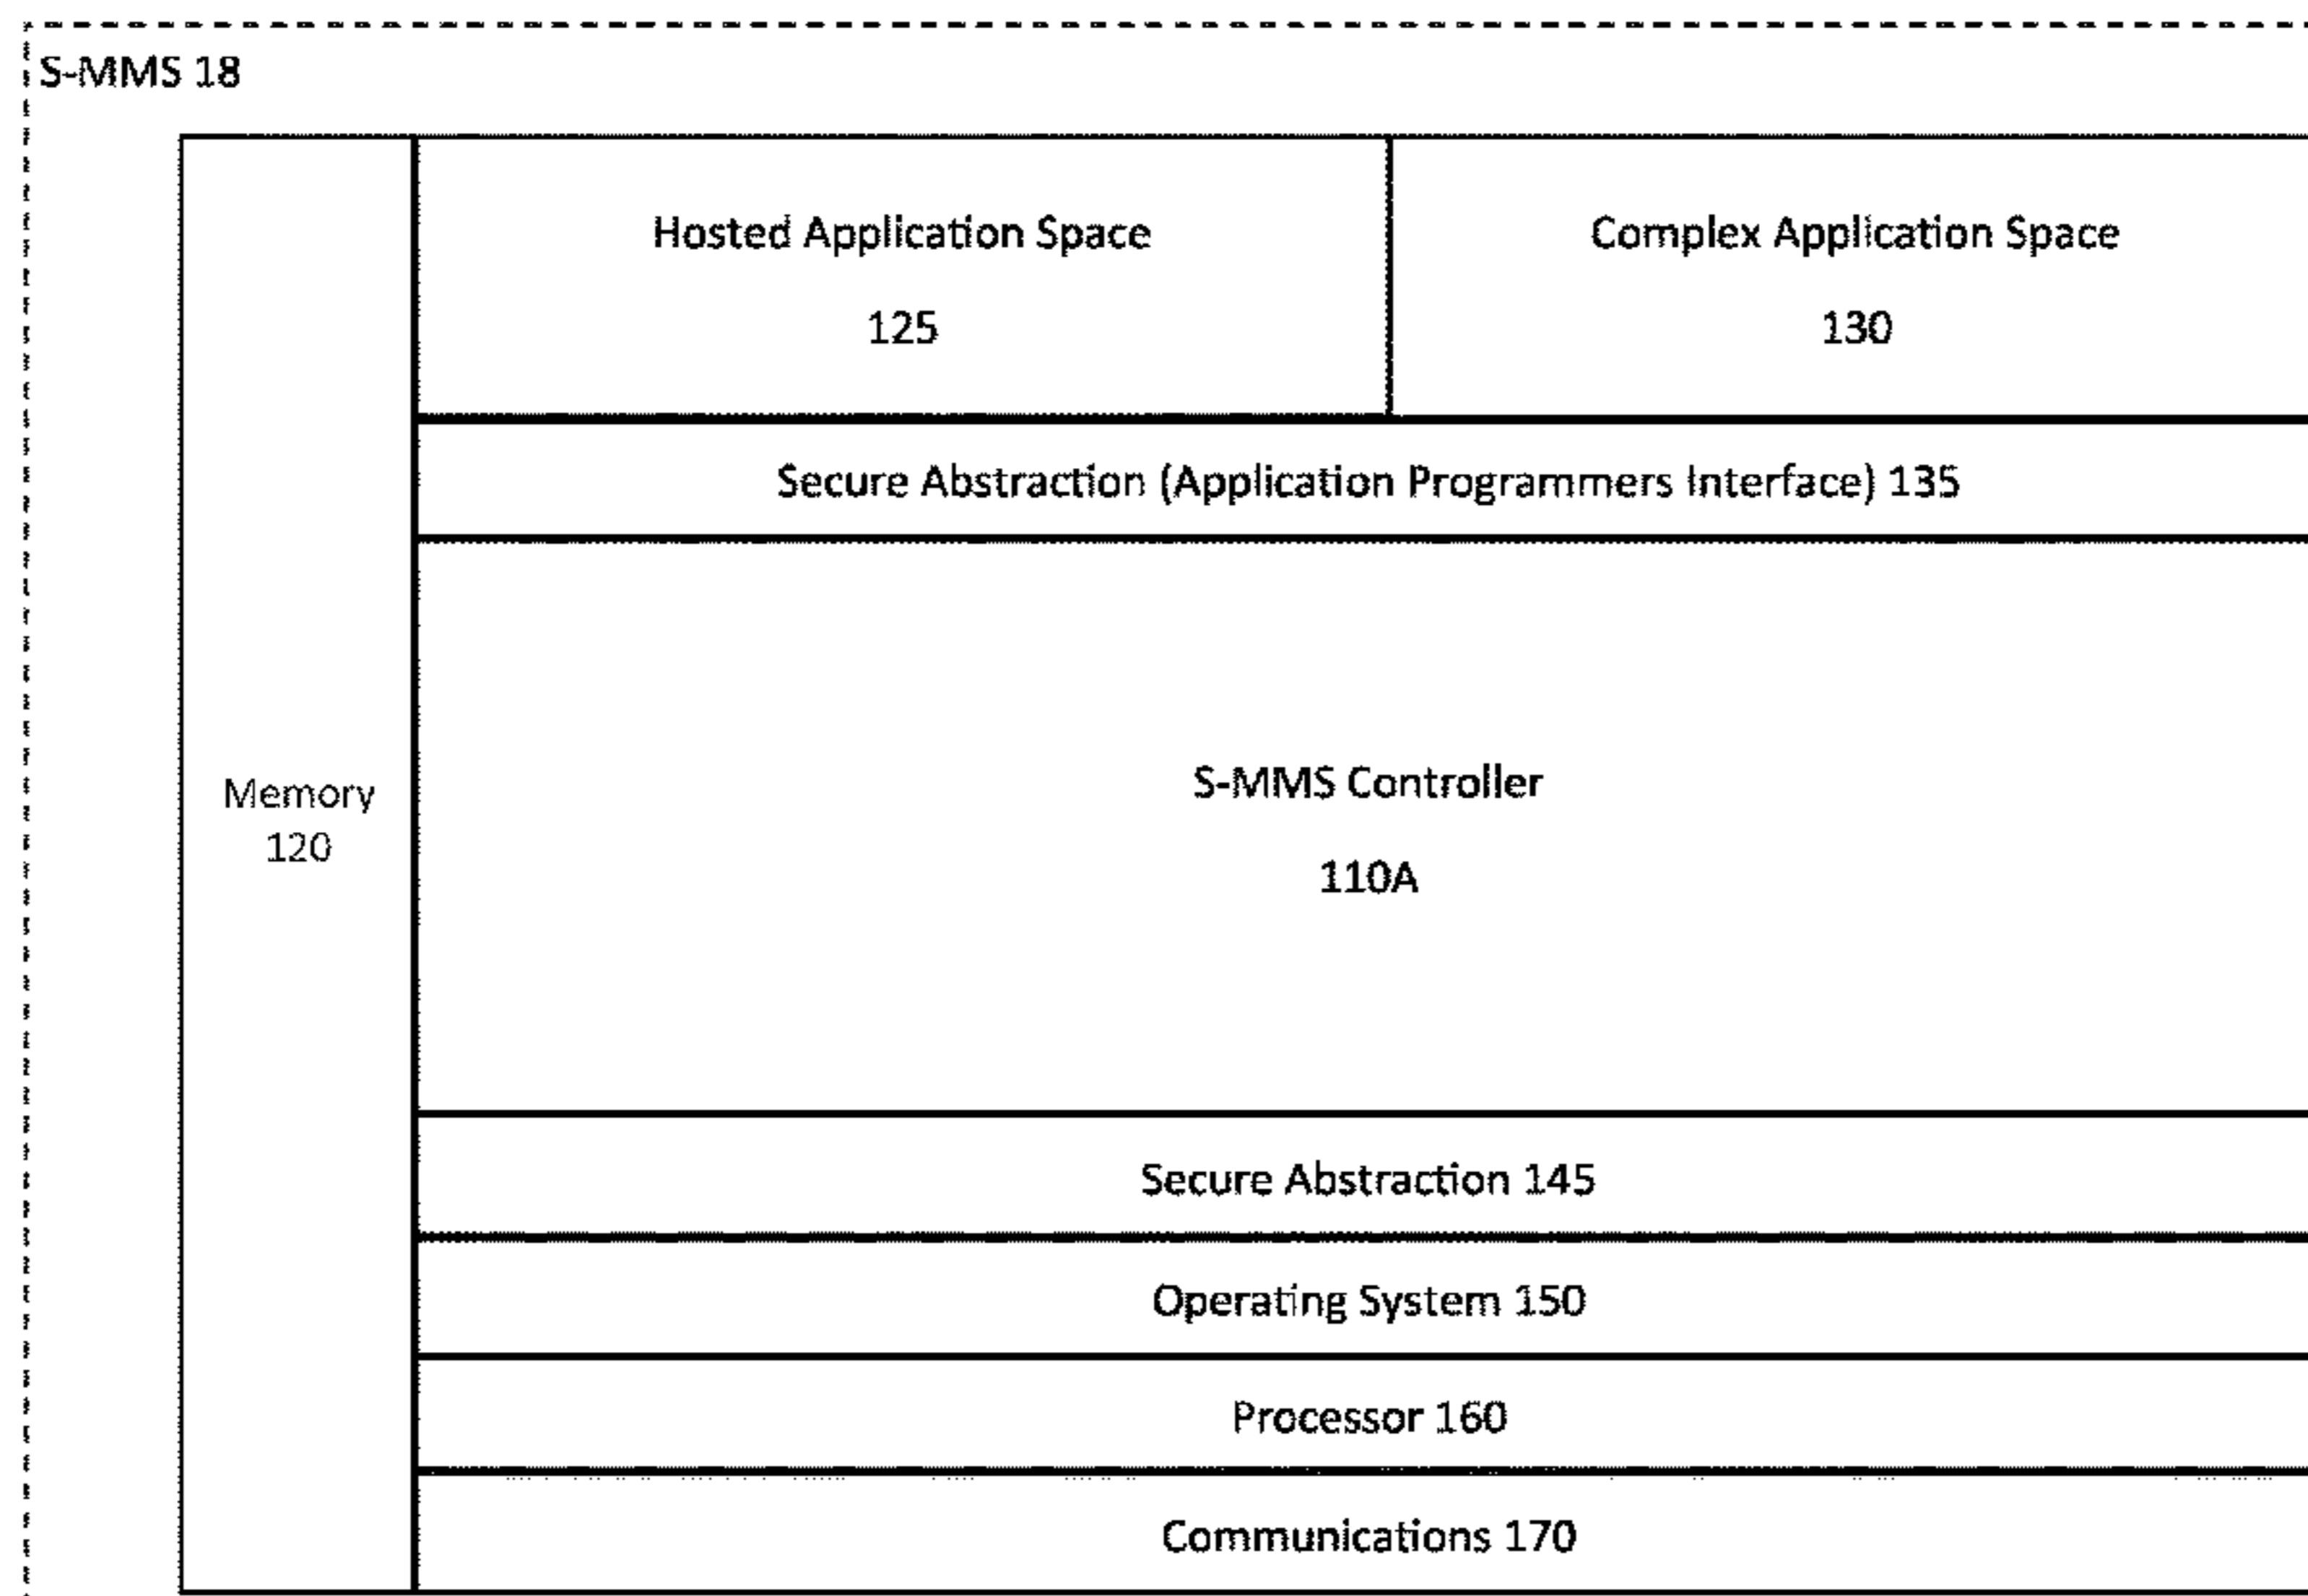 S-MMS 18
Hosted Application Space
125
Complex Application Space
130
Secure Abstraction (Application Programmers Interface) 135
Memory
120
S-MMS Controller
110A
Secure Abstraction 145
Operating System 150
Processor 160
Communications 170